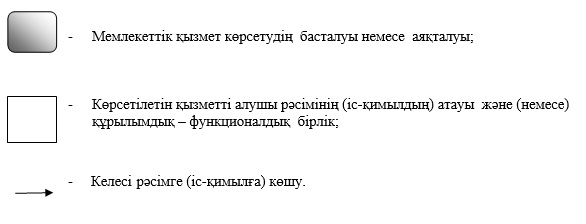 - Мемлекеттік қызмет көрсетудің басталуы немесе аяқталуы;
- Көрсетілетін қызметті алушы рәсімінің (іс-қимылдың) атауы және (немесе)
құрылымдық – функционалдық бірлік;
- Келесі рәсімге (іс-қимылға) көшу.